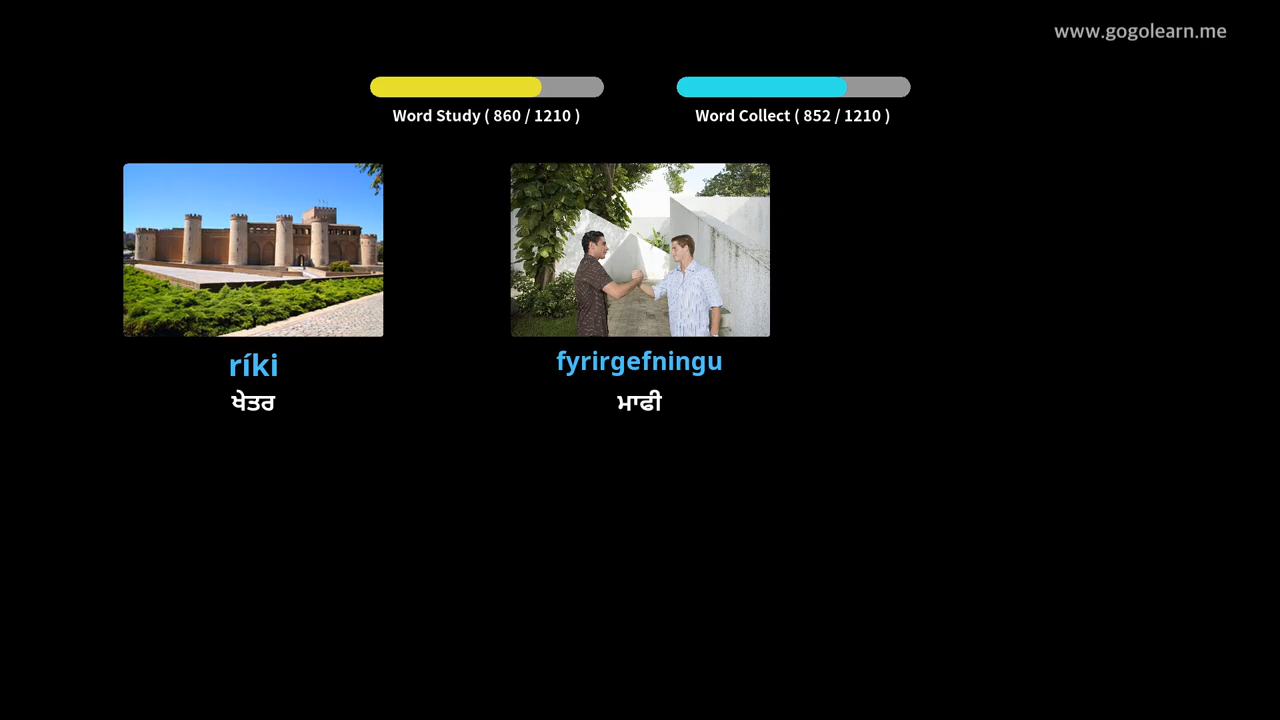 www.gogolearn.me
Word Study ( 860 / 1210 )
Word Collect ( 852 / 1210 )
ríki
fyrirgefningu
ਖੇਤਰ
ਮਾਫੀ